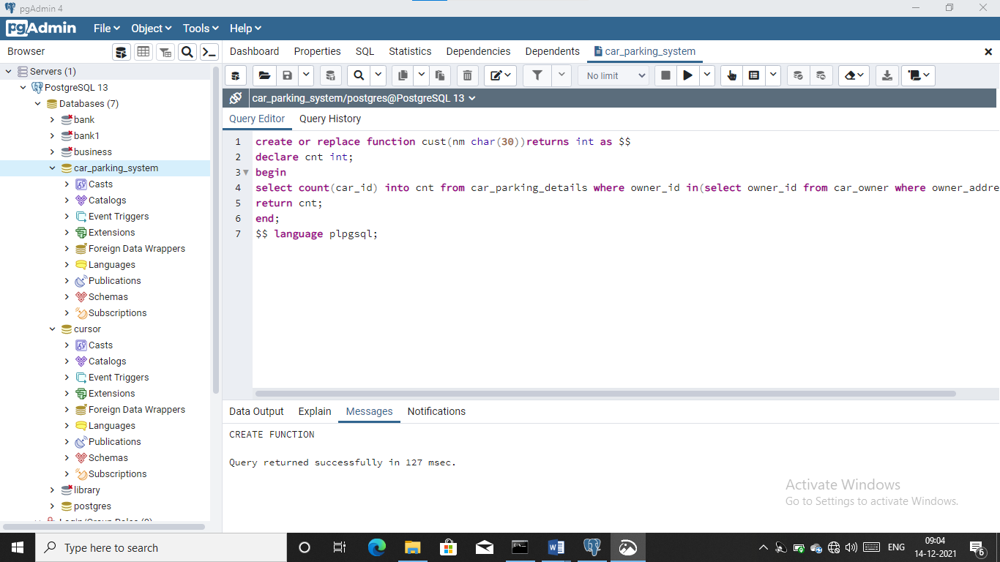 pgAdmin 4
pgAdmin File Object Tools Help
Browser
Dashboard Properties SQL Statistics Dependencies Dependents car_parking_system
No limit
car_parking_system/postgres@PostgreSQL 13
Query Editor Query History
Servers (1)
PostgreSQL 13
Databases (7)
bank
bank1
business
car_parking_system
Casts
Catalogs
Event Triggers
Extensions
Foreign Data Wrappers
Languages
Publications
Schemas
Subscriptions
cursor
Casts
Catalogs
Event Triggers
Extensions
Foreign Data Wrappers
Languages
Publications
Schemas
Subscriptions
library
postgres
Login/Group Roles (9)
1 create or replace function cust(nm char(30))returns int as $$
2 declare cnt int;
3 begin
4 select count(car_id) into cnt from car_parking_details where owner_id in(select owner_id from car_owner where owner_addre
5 return cnt;
6 end;
7 $$ language plpgsql;
Data Output Explain Messages Notifications
CREATE FUNCTION
Query returned successfully in 127 msec.
Activate Windows
Go to Settings to activate Windows.
Type here to search
ENG
09:04
14-12-2021
6